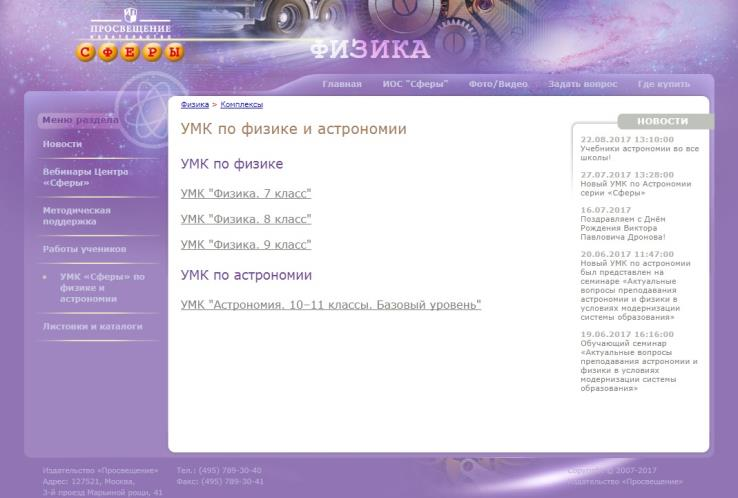 ПРОСВЕЩЕНИЕ
ИЗДАТЕЛЬСТВО
СФЕРЫ
ФИЗИКА
Главная ИОС "Сферы" Фото/Видео Задать вопрос Где купить
Меню раздела
Новости
Вебинары Центра
«Сферы»
Методическая
поддержка
Работы учеников
УМК «Сферы» по
физике и
астрономии
Листовки и каталоги
Физика > Комплексы
УМК по физике и астрономии
УМК по физике
УМК "Физика. 7 класс"
УМК "Физика. 8 класс"
УМК "Физика. 9 класс"
УМК по астрономии
УМК "Астрономия. 10–11 классы. Базовый уровень"
НОВОСТИ
22.08.2017 13:10:00
Учебники астрономии во все
школы!
27.07.2017 13:28:00
Новый УМК по Астрономии
серии «Сферы»
16.07.2017
Поздравляем с Днём
Рождения Виктора
Павловича Дронова!
20.06.2017 11:47:00
Новый УМК по астрономии
был представлен на
семинаре «Актуальные
вопросы преподавания
астрономии и физики в
условиях модернизации
системы образования»
19.06.2017 16:16:00
Обучающий семинар
«Актуальные вопросы
преподавания астрономии и
физики в условиях
модернизации системы
образования»
Издательство «Просвещение»
Адрес: 127521, Москва,
3-й проезд Марьиной рощи, 41
Тел.: (495) 789-30-40
Факс: (495) 789-30-41
Copyright © 2007-2017
Издательство «Просвещение»